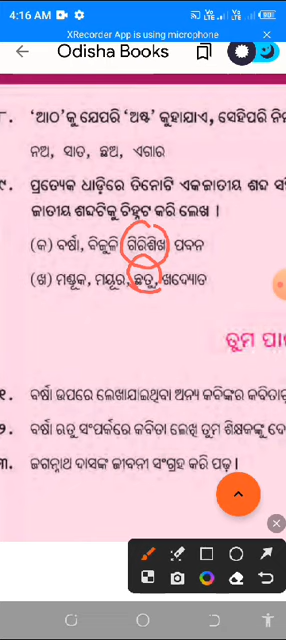 4:16 AM
XRecorder App is using microphone
Odisha Books
୮. 'ଆଠ'କୁ ଯେପରି 'ଅଷ୍ଟ' କୁହାଯାଏ, ସେହିପରି
ନଅ, ସାତ, ଛଅ, ଏଗାର
୯. ପ୍ରତ୍ୟେକ ଧାଡ଼ିରେ ତିନୋଟି ଏକଜାତୀୟ ଶବ୍ଦ
ଜାତୀୟ ଶବ୍ଦଟିକୁ ଚିହ୍ନଟ କରି ଲେଖ ।
(କ) ବର୍ଷା, ବିଜୁଳି ଗିରିଶିଖ ପବନ
(ଖ) ମଣ୍ଡୂକ, ମୟୂର, ଛତୁ, ଖଦ୍ୟୋତ
ତୁମ
୧. ବର୍ଷା ଉପରେ ଲେଖାଯାଇଥିବା ଅନ୍ୟ କବିଙ୍କର
୨. ବର୍ଷା ଋତୁ ସଂପର୍କରେ କବିତା ଲେଖି ତୁମ ଶିକ୍ଷକଙ୍କୁ
୩. ଜଗନ୍ନାଥ ଦାସଙ୍କ ଜୀବନୀ ସଂଗ୍ରହ କରି ପଢ଼ ।